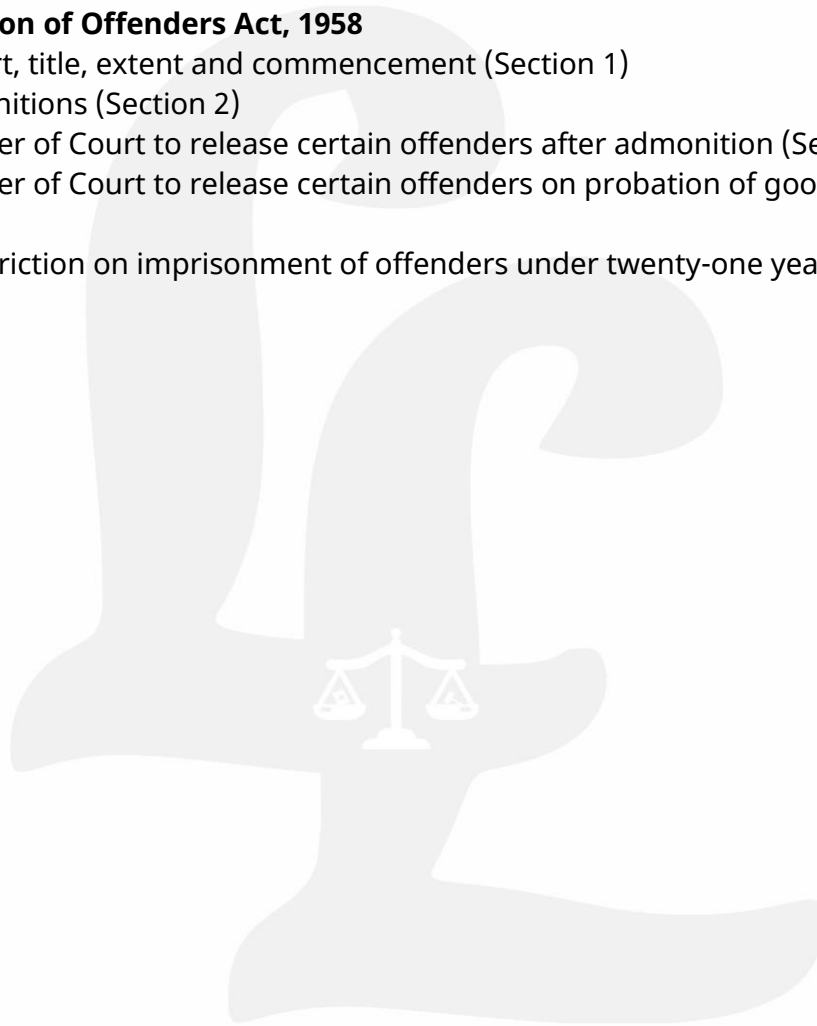 on of Offenders Act, 1958
t, title, extent and commencement (Section 1)
nitions (Section 2)
er of Court to release certain offenders after admonition (Se
er of Court to release certain offenders on probation of goo
riction on imprisonment of offenders under twenty-one yea